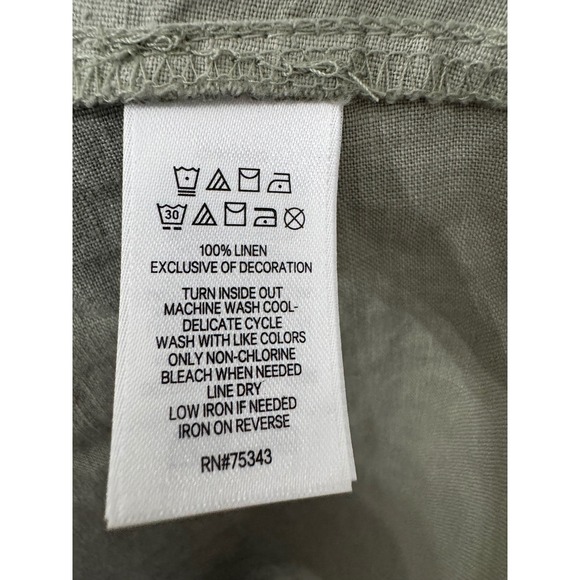 30
100% LINEN
EXCLUSIVE OF DECORATION
TURN INSIDE OUT
MACHINE WASH COOL-
DELICATE CYCLE
WASH WITH LIKE COLORS
ONLY NON-CHLORINE
BLEACH WHEN NEEDED
LINE DRY
LOW IRON IF NEEDED
IRON ON REVERSE
RN#75343